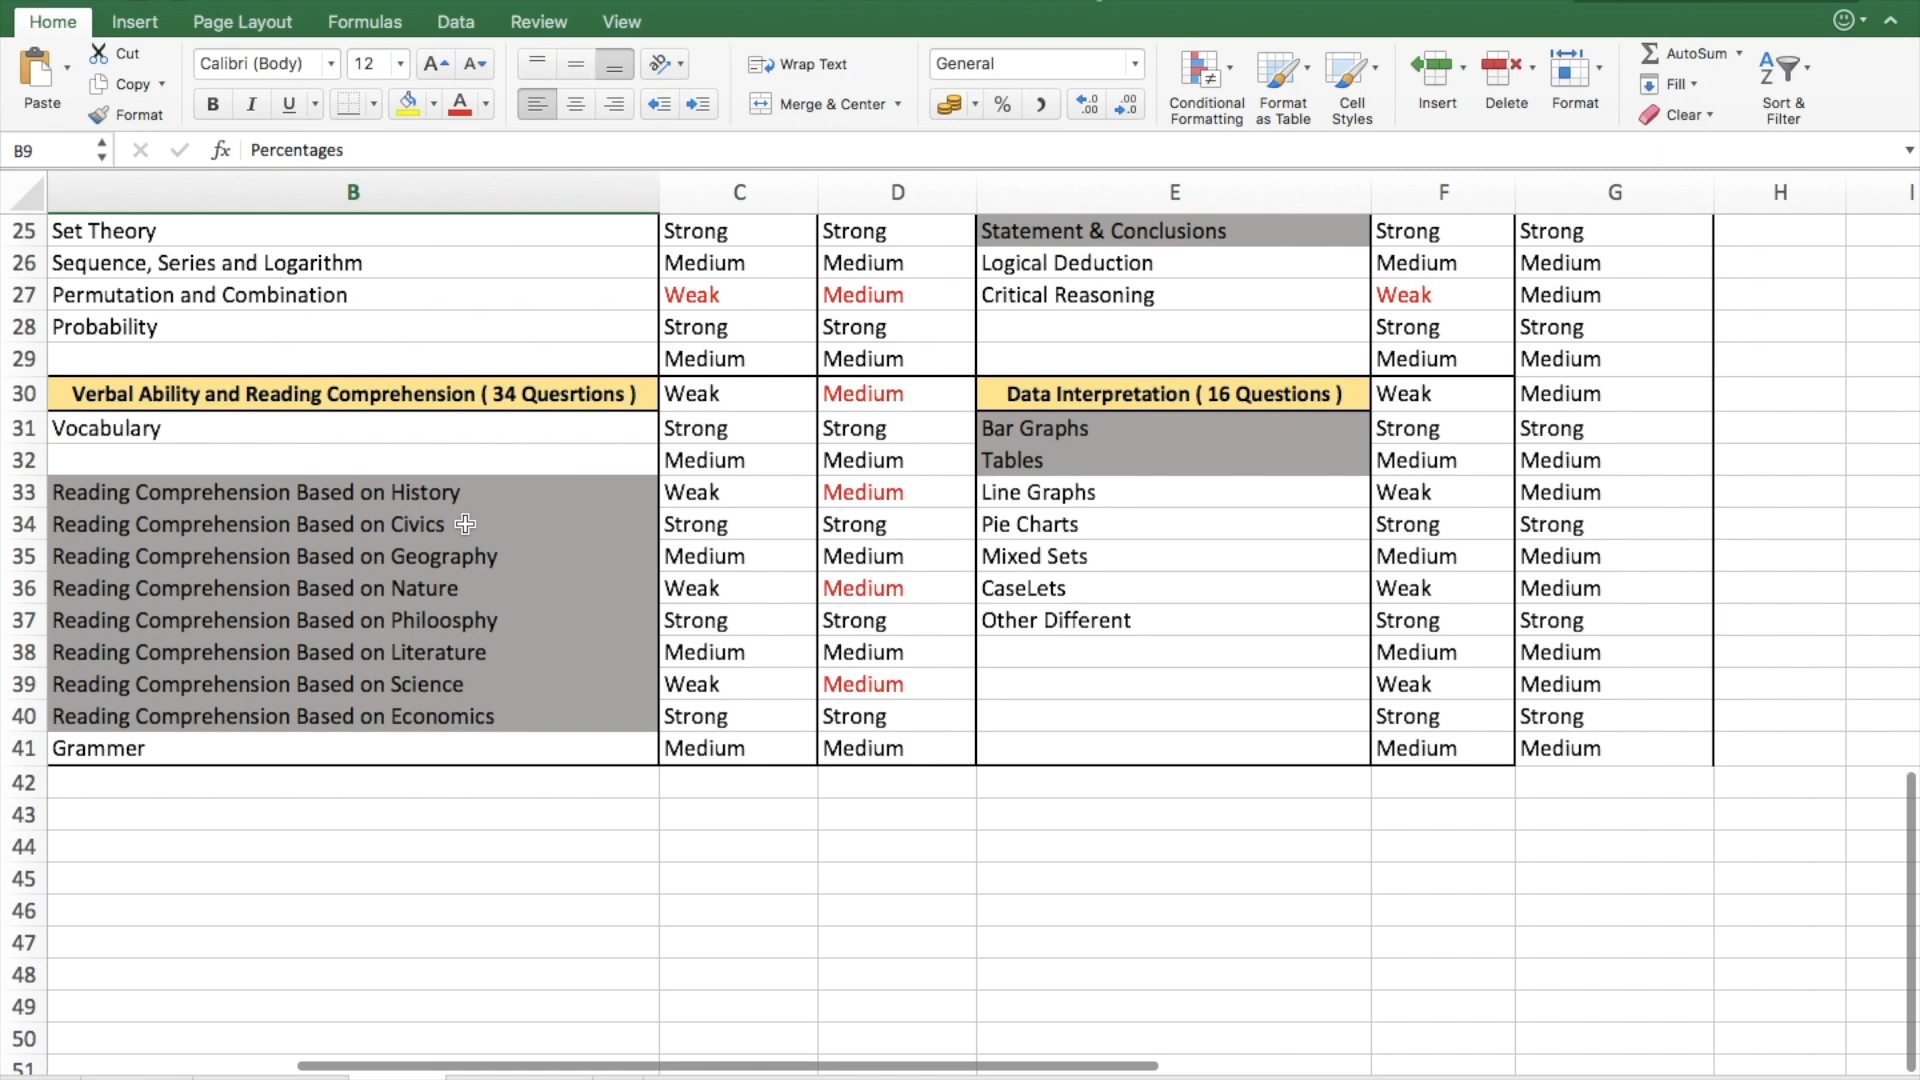 Home Insert Page Layout Formulas Data Review View
Cut
Copy
Format
Paste
Calibri (Body) 12 A A
B I U A
Wrap Text
Merge & Center
General
% .0 .00
.00 .0
Conditional Formatting
Format as Table
Cell Styles
Insert
Delete
Format
AutoSum
Fill
Clear
Sort & Filter
B9 fx Percentages
B C D E F G H I
25 Set Theory Strong Strong Statement & Conclusions Strong Strong
26 Sequence, Series and Logarithm Medium Medium Logical Deduction Medium Medium
27 Permutation and Combination Weak Medium Critical Reasoning Weak Medium
28 Probability Strong Strong Strong Strong
29 Medium Medium Medium Medium
30 Verbal Ability and Reading Comprehension ( 34 Quesrtions ) Weak Medium Data Interpretation ( 16 Questions ) Weak Medium
31 Vocabulary Strong Strong Bar Graphs Strong Strong
32 Medium Medium Tables Medium Medium
33 Reading Comprehension Based on History Weak Medium Line Graphs Weak Medium
34 Reading Comprehension Based on Civics Strong Strong Pie Charts Strong Strong
35 Reading Comprehension Based on Geography Medium Medium Mixed Sets Medium Medium
36 Reading Comprehension Based on Nature Weak Medium CaseLets Weak Medium
37 Reading Comprehension Based on Philoosphy Strong Strong Other Different Strong Strong
38 Reading Comprehension Based on Literature Medium Medium Medium Medium
39 Reading Comprehension Based on Science Weak Medium Weak Medium
40 Reading Comprehension Based on Economics Strong Strong Strong Strong
41 Grammer Medium Medium Medium Medium
42
43
44
45
46
47
48
49
50
51